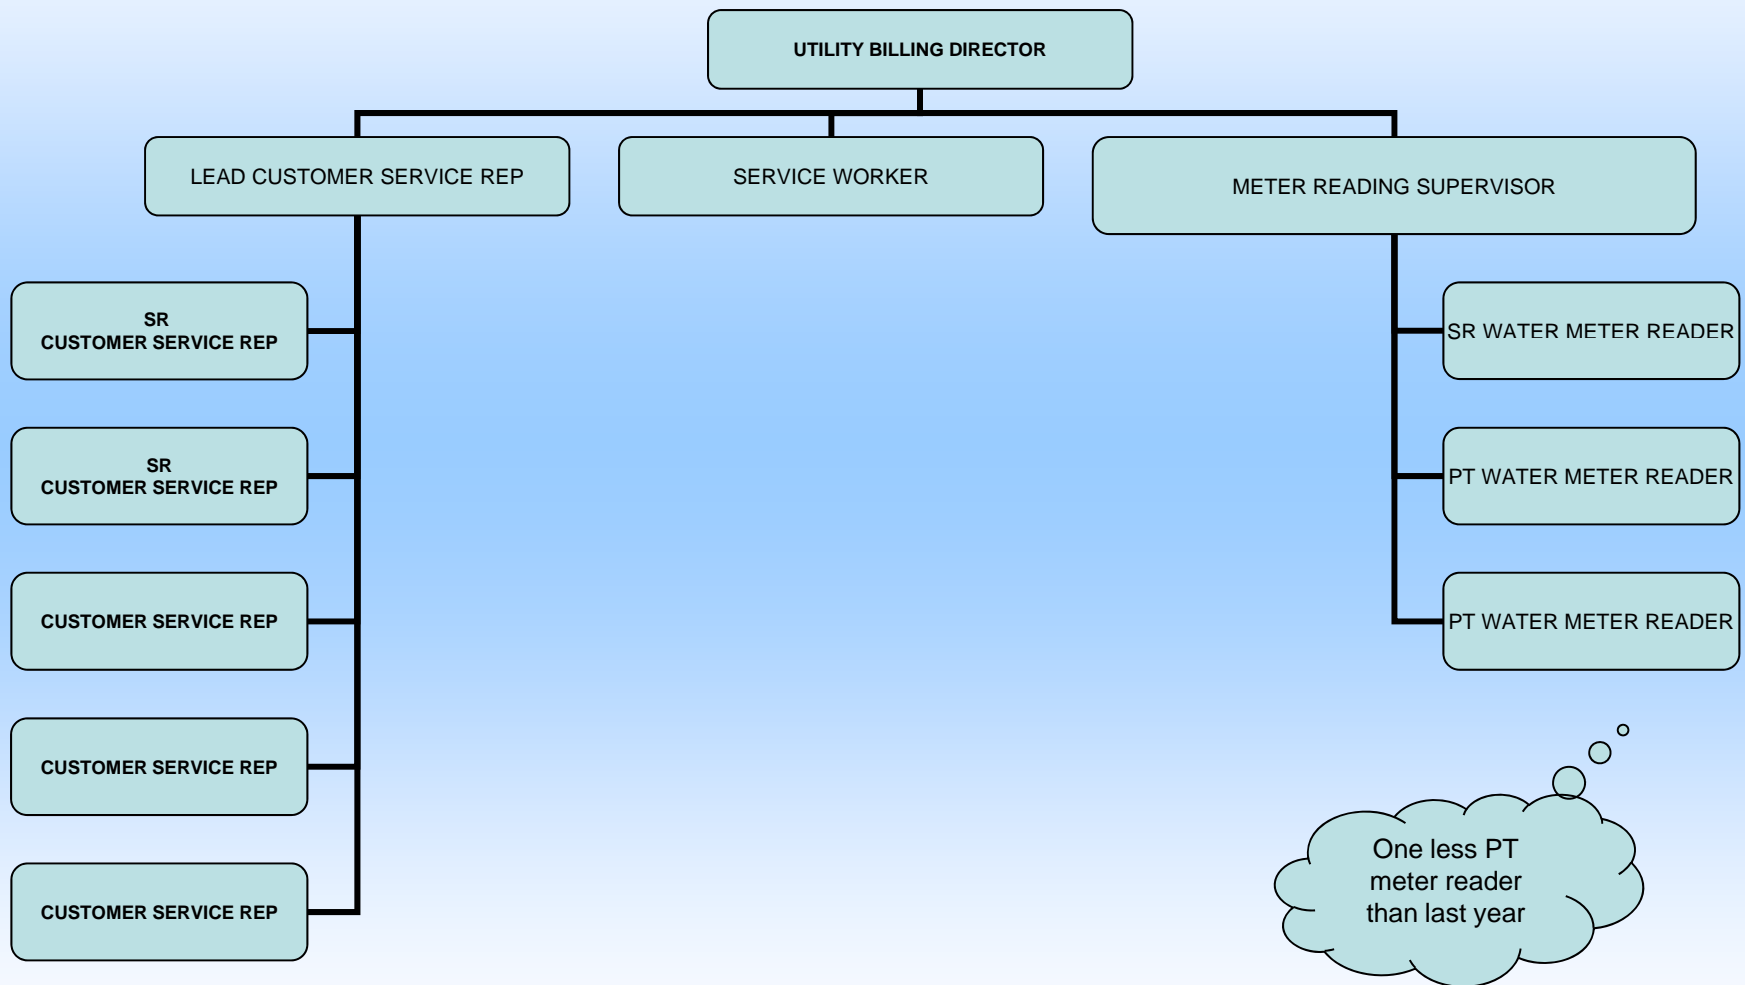 UTILITY BILLING DIRECTOR
LEAD CUSTOMER SERVICE REP
SERVICE WORKER
METER READING SUPERVISOR
SR
CUSTOMER SERVICE REP
SR
CUSTOMER SERVICE REP
CUSTOMER SERVICE REP
CUSTOMER SERVICE REP
CUSTOMER SERVICE REP
SR WATER METER READER
PT WATER METER READER
PT WATER METER READER
One less PT
meter reader
than last year